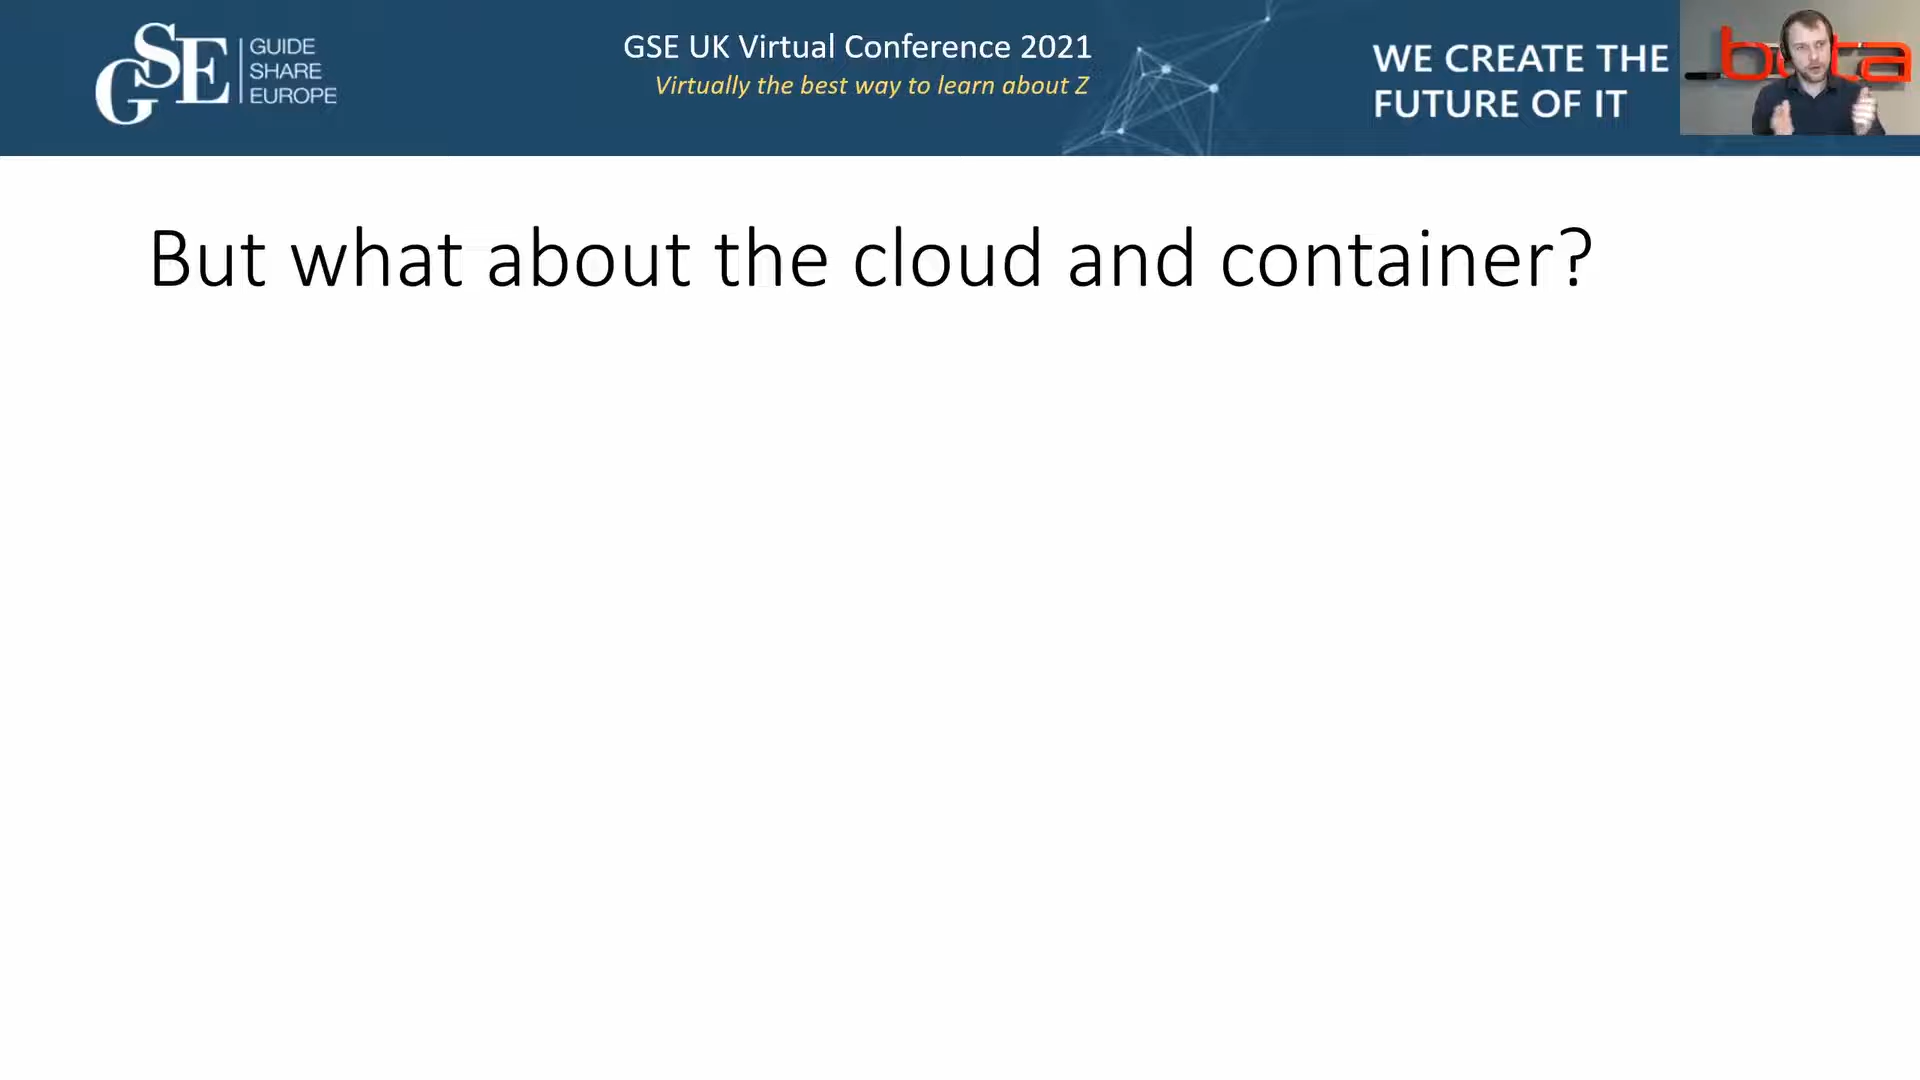 GSE
GUIDE
SHARE
EUROPE
GSE UK Virtual Conference 2021
Virtually the best way to learn about Z
WE CREATE THE
FUTURE OF IT
But what about the cloud and container?